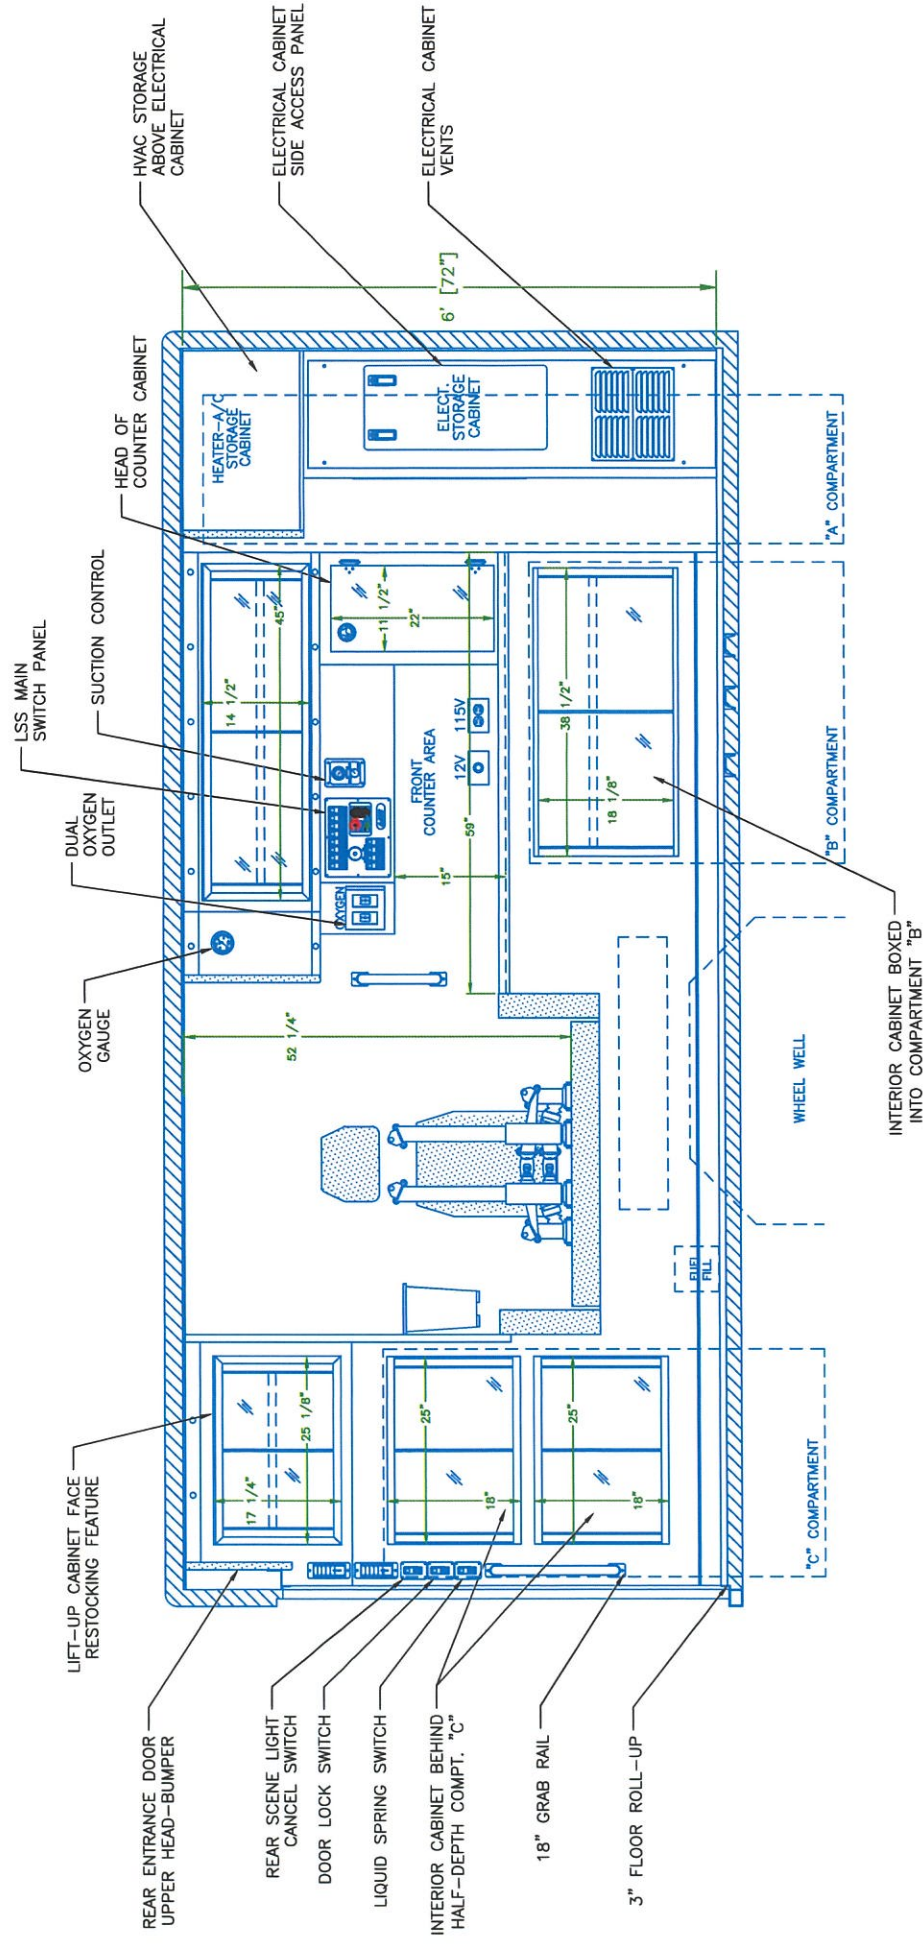 REAR ENTRANCE DOOR
UPPER HEAD-BUMPER
LIFT-UP CABINET FACE
RESTOCKING FEATURE
OXYGEN
GAUGE
DUAL
OXYGEN
OUTLET
LSS MAIN
SWITCH PANEL
SUCTION CONTROL
HEAD OF
COUNTER CABINET
HVAC STORAGE
ABOVE ELECTRICAL
CABINET
ELECTRICAL CABINET
SIDE ACCESS PANEL
ELECTRICAL CABINET
VENTS
REAR SCENE LIGHT
CANCEL SWITCH
DOOR LOCK SWITCH
LIQUID SPRING SWITCH
INTERIOR CABINET BEHIND
HALF-DEPTH COMPT. "C"
18" GRAB RAIL
3" FLOOR ROLL-UP
17 1/4"
25 1/8"
25"
18"
25"
18"
"C" COMPARTMENT
FUEL
FILL
WHEEL WELL
52 1/4"
OXYGEN
14 1/2"
45"
15"
FRONT
COUNTER AREA
12V
115V
59"
11 1/2"
22"
38 1/2"
18 1/8"
"B" COMPARTMENT
INTERIOR CABINET BOXED
INTO COMPARTMENT "B"
HEATER-A/C
STORAGE
CABINET
ELECT.
STORAGE
CABINET
"A" COMPARTMENT
6' [72"]